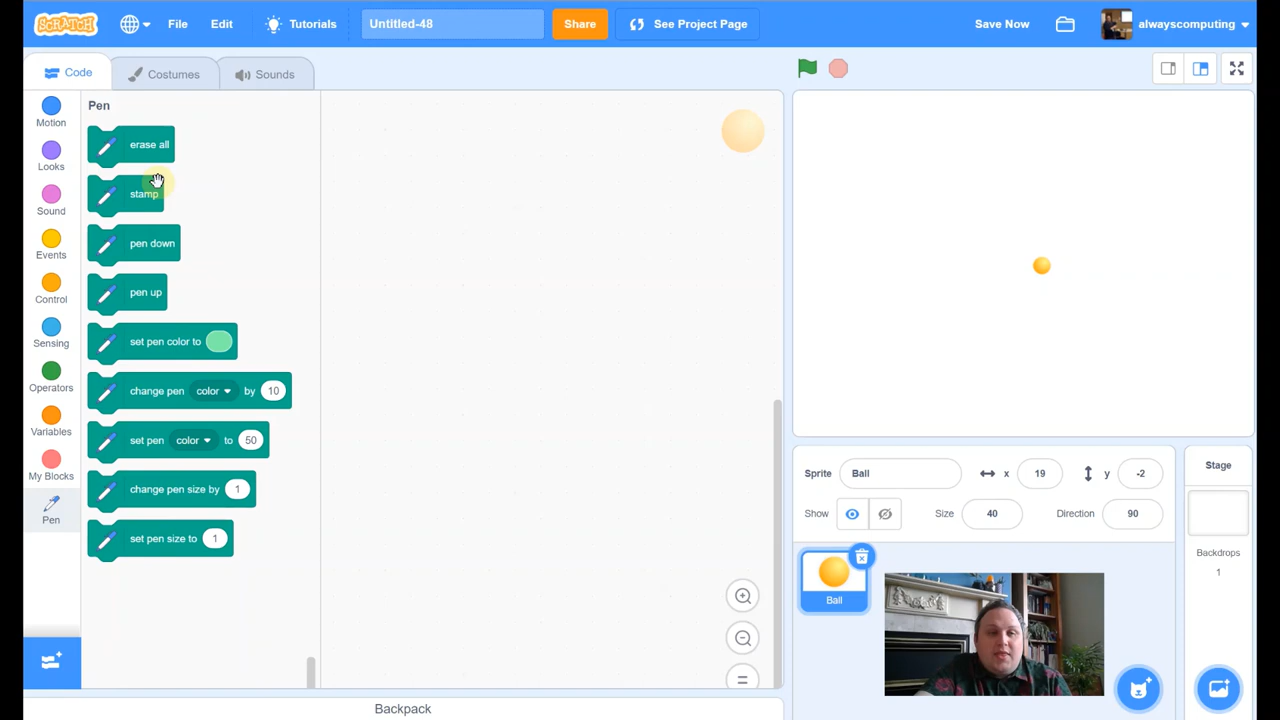 SCRATCH File Edit Tutorials Untitled-48 Share See Project Page Save Now alwayscomputing
Code Costumes Sounds
Motion
Looks
Sound
Events
Control
Sensing
Operators
Variables
My Blocks
Pen
Pen
erase all
stamp
pen down
pen up
set pen color to
change pen color by 10
set pen color to 50
change pen size by 1
set pen size to 1
Backpack
Sprite Ball x 19 y -2
Show Size 40 Direction 90
Ball
Stage
Backdrops
1